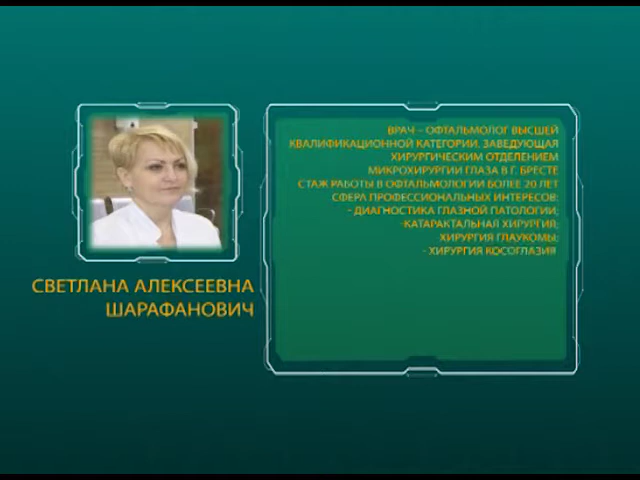 ВРАЧ – ОФТАЛЬМОЛОГ ВЫСШЕЙ
КВАЛИФИКАЦИОННОЙ КАТЕГОРИИ. ЗАВЕДУЮЩАЯ
ХИРУРГИЧЕСКИМ ОТДЕЛЕНИЕМ
МИКРОХИРУРГИИ ГЛАЗА В Г. БРЕСТЕ
СТАЖ РАБОТЫ В ОФТАЛЬМОЛОГИИ БОЛЕЕ 20 ЛЕТ
СФЕРА ПРОФЕССИОНАЛЬНЫХ ИНТЕРЕСОВ:
- ДИАГНОСТИКА ГЛАЗНОЙ ПАТОЛОГИИ;
-КАТАРАКТАЛЬНАЯ ХИРУРГИЯ;
ХИРУРГИЯ ГЛАУКОМЫ;
- ХИРУРГИЯ КОСОГЛАЗИЯ
СВЕТЛАНА АЛЕКСЕЕВНА
ШАРАФАНОВИЧ